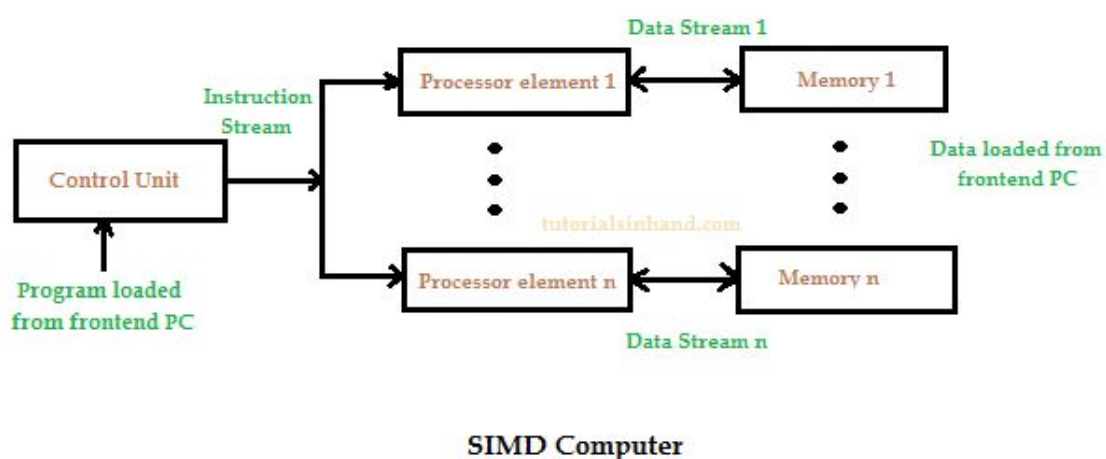 Data Stream 1
Processor element 1
Memory 1
Instruction
Stream
Control Unit
Data loaded from
frontend PC
tutorialsinhand.com
Program loaded
from frontend PC
Processor element n
Memory n
Data Stream n
SIMD Computer